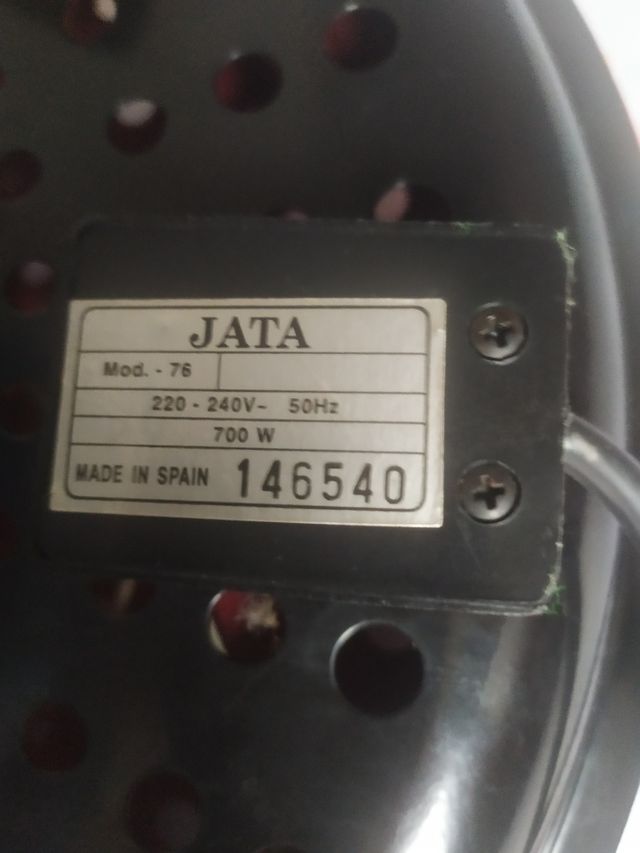 JATA
Mod. - 76
220 - 240V~ 50Hz
700 W
MADE IN SPAIN 146540